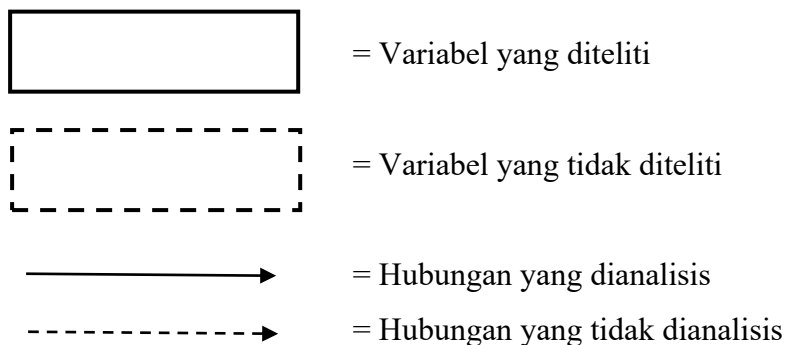 = Variabel yang diteliti
= Variabel yang tidak diteliti
= Hubungan yang dianalisis
= Hubungan yang tidak dianalisis